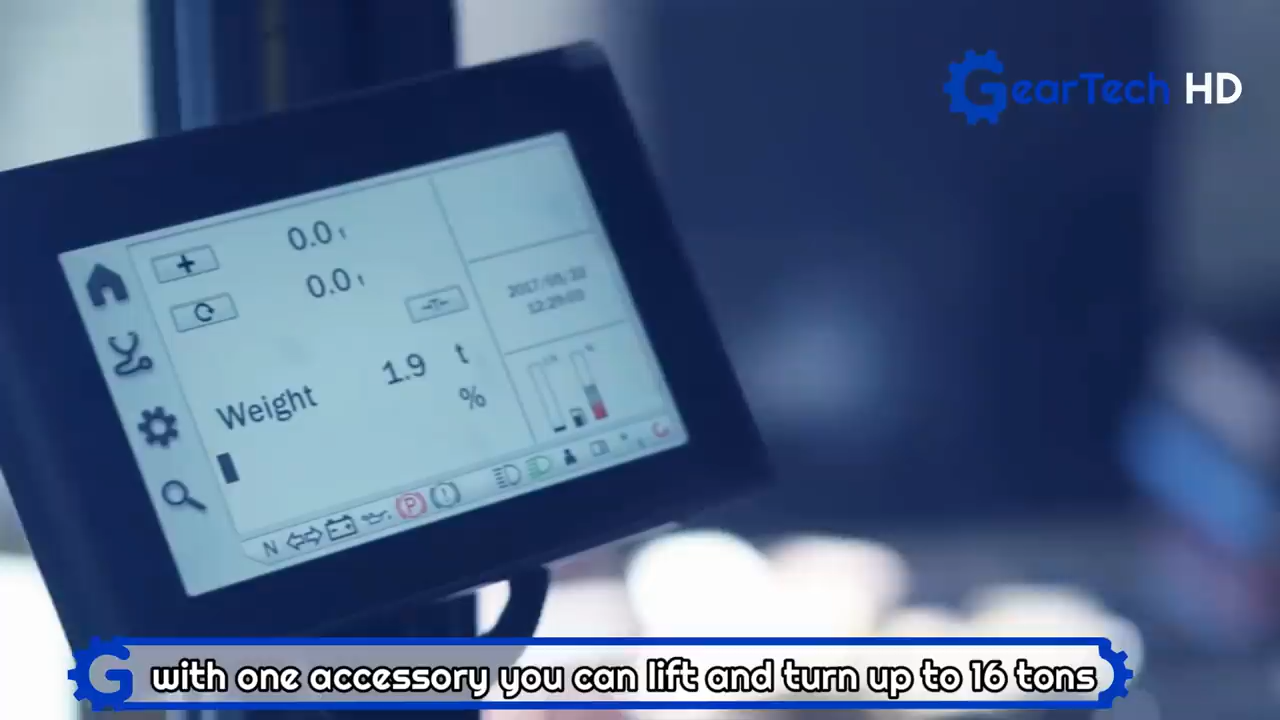 GearTech HD
+ 0.0 t
0.0 t
Weight 1.9 t
%
N
P
with one accessory you can lift and turn up to 16 tons